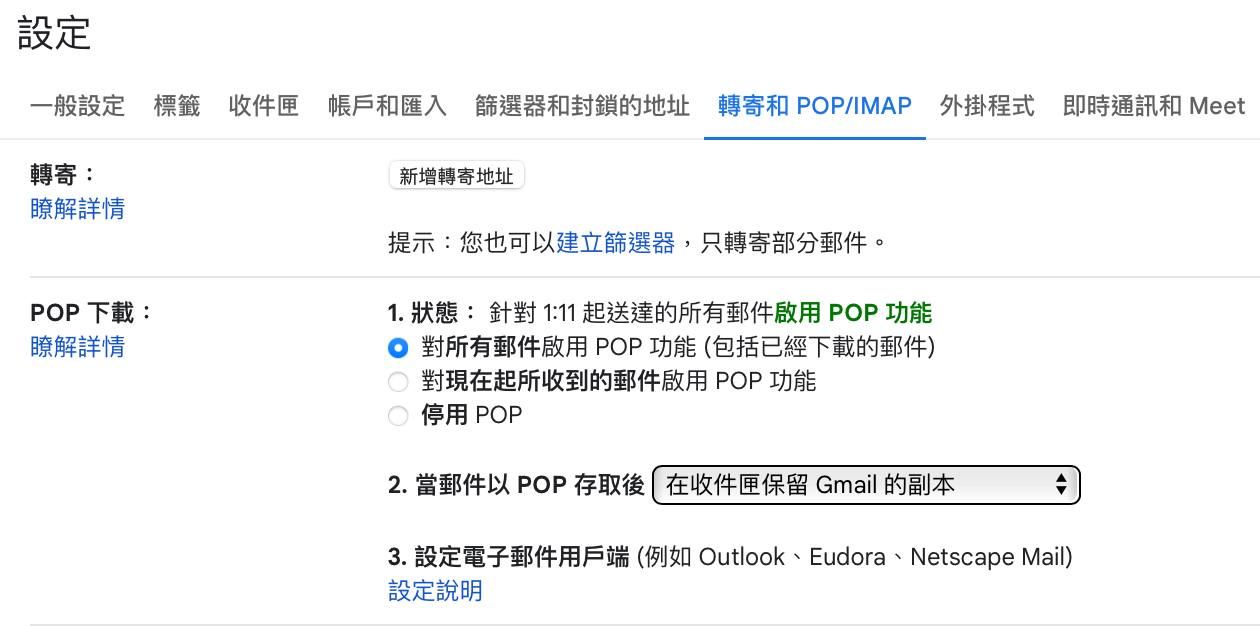 設定
一般設定 標籤 收件匣 帳戶和匯入 篩選器和封鎖的地址 轉寄和 POP/IMAP 外掛程式 即時通訊和 Meet
轉寄： 新增轉寄地址
瞭解詳情
提示：您也可以建立篩選器，只轉寄部分郵件。
POP 下載： 1. 狀態： 針對 1:11 起送達的所有郵件啟用 POP 功能
瞭解詳情 對所有郵件啟用 POP 功能 (包括已經下載的郵件)
對現在起所收到的郵件啟用 POP 功能
停用 POP
2. 當郵件以 POP 存取後 在收件匣保留 Gmail 的副本
3. 設定電子郵件用戶端 (例如 Outlook、Eudora、Netscape Mail)
設定說明